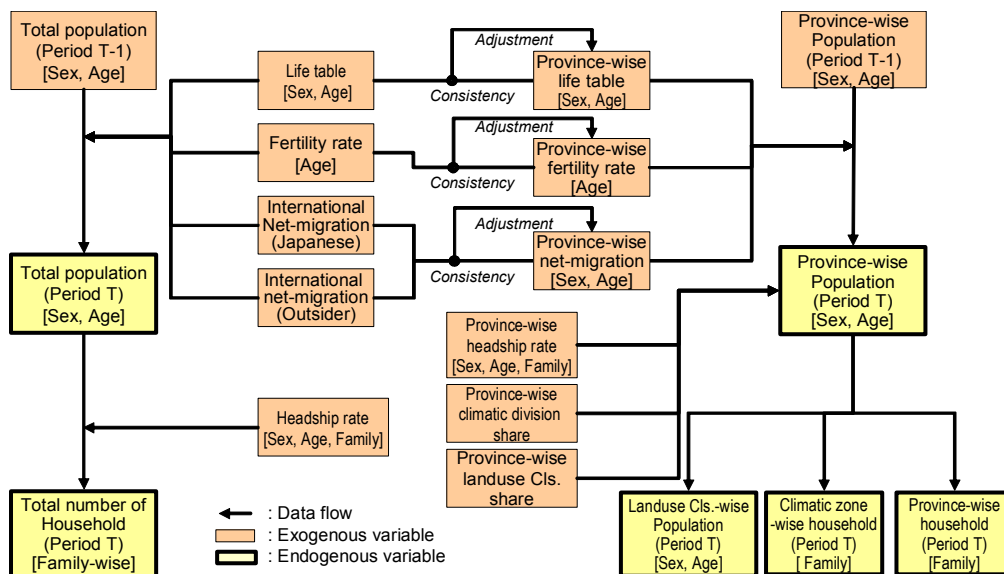 Total population
(Period T-1)
[Sex, Age]
Life table
[Sex, Age]
Adjustment
Consistency
Province-wise
life table
[Sex, Age]
Province-wise
Population
(Period T-1)
[Sex, Age]
Fertility rate
[Age]
Adjustment
Consistency
Province-wise
fertility rate
[Age]
International
Net-migration
(Japanese)
Adjustment
Consistency
Province-wise
net-migration
[Sex, Age]
International
net-migration
(Outsider)
Total population
(Period T)
[Sex, Age]
Province-wise
Population
(Period T)
[Sex, Age]
Province-wise
headship rate
[Sex, Age, Family]
Province-wise
climatic division
share
Province-wise
landuse Cls.
share
Headship rate
[Sex, Age, Family]
Total number of
Household
(Period T)
[Family-wise]
: Data flow
: Exogenous variable
: Endogenous variable
Landuse Cls.-wise
Population
(Period T)
[Sex, Age]
Climatic zone
-wise household
(Period T)
[ Family]
Province-wise
household
(Period T)
[Family]